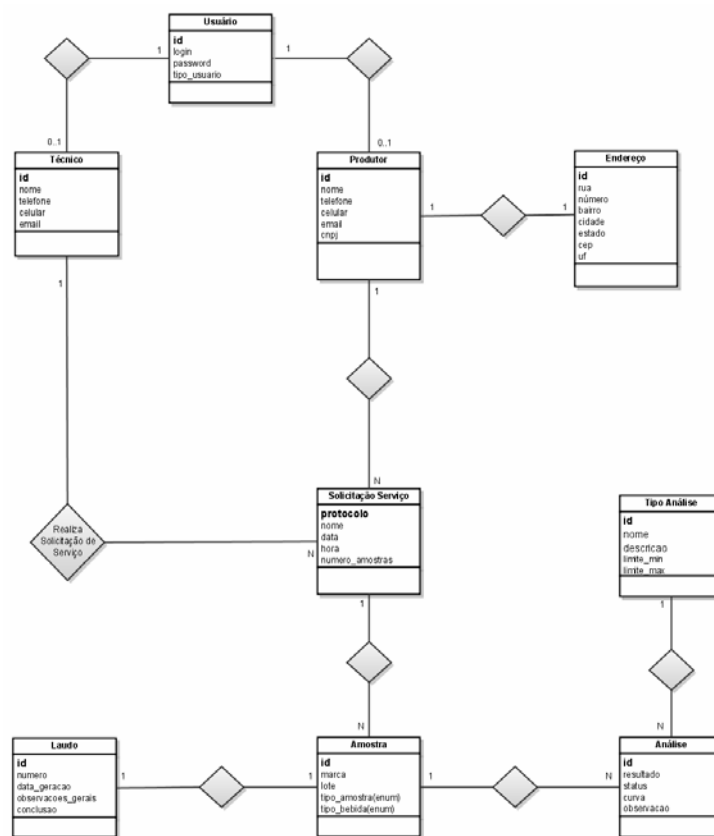 Usuário
id
login
password
tipo_usuario
1
1
0..1
0..1
Técnico
id
nome
telefone
celular
email
Produtor
id
nome
telefone
celular
email
cnpj
Endereço
id
rua
número
bairro
cidade
estado
cep
uf
1
1
1
1
N
Solicitação Serviço
protocolo
nome
data
hora
numero_amostras
Realiza
Solicitação de
Serviço
N
Tipo Análise
id
nome
descricao
limite_min
limite_max
1
1
N
N
Laudo
id
numero
data_geracao
observacoes_gerais
conclusao
1
1
Amostra
id
marca
lote
tipo_amostra(enum)
tipo_bebida(enum)
1
N
Análise
id
resultado
status
curva
observacao